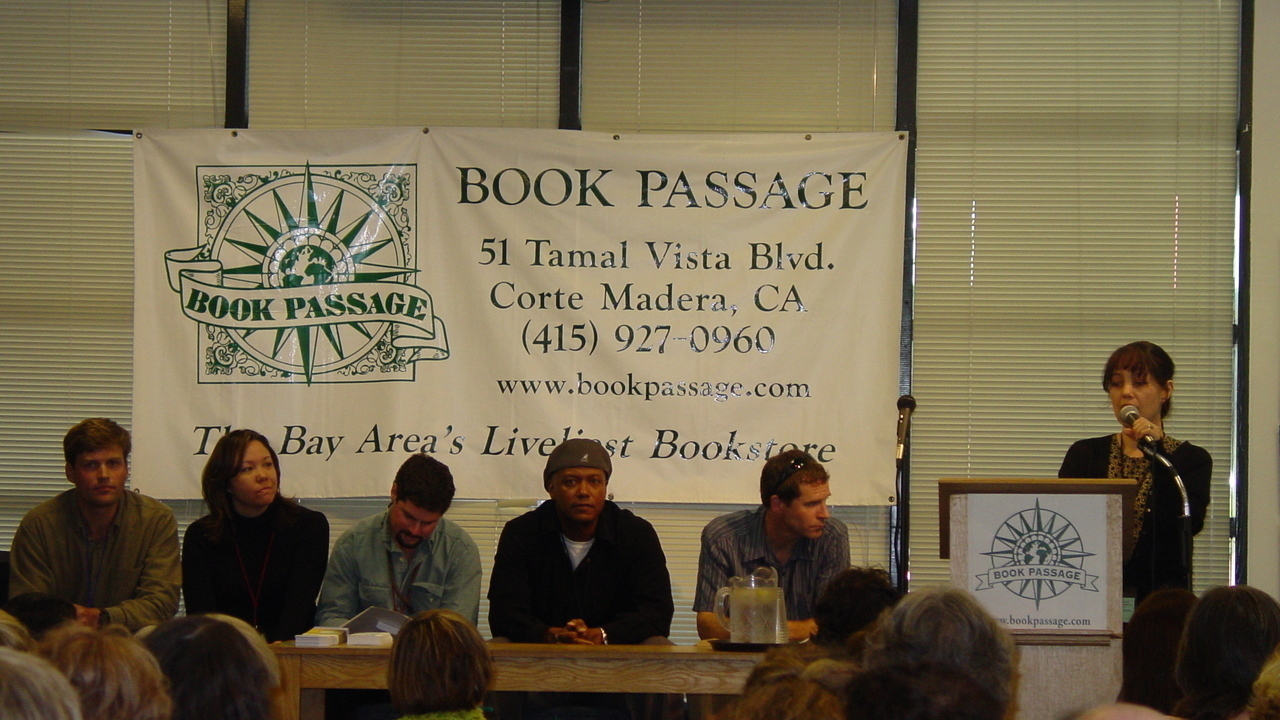 BOOK PASSAGE
BOOK PASSAGE
51 Tamal Vista Blvd.
Corte Madera, CA
(415) 927-0960
www.bookpassage.com
The Bay Area's Liveliest Bookstore
BOOK PASSAGE
w.bookpassage.com